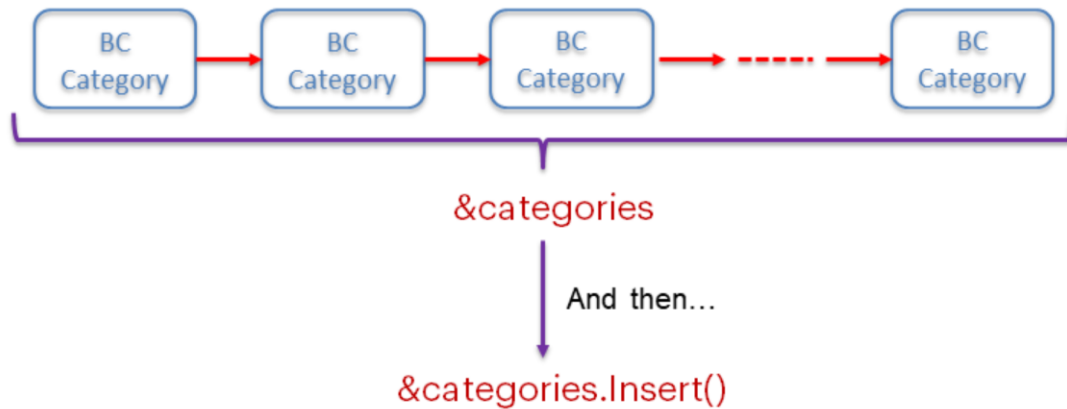 BC
Category
BC
Category
BC
Category
BC
Category
&categories
And then...
&categories.Insert()